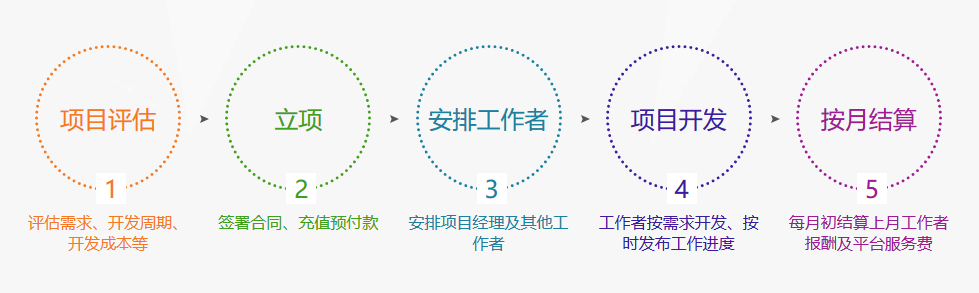 项目评估
立项
安排工作者
项目开发
按月结算
1
2
3
4
5
评估需求、开发周期、
开发成本等
签署合同、充值预付款
安排项目经理及其他工
作者
工作者按需求开发、按
时发布工作进度
每月初结算上月工作者
报酬及平台服务费